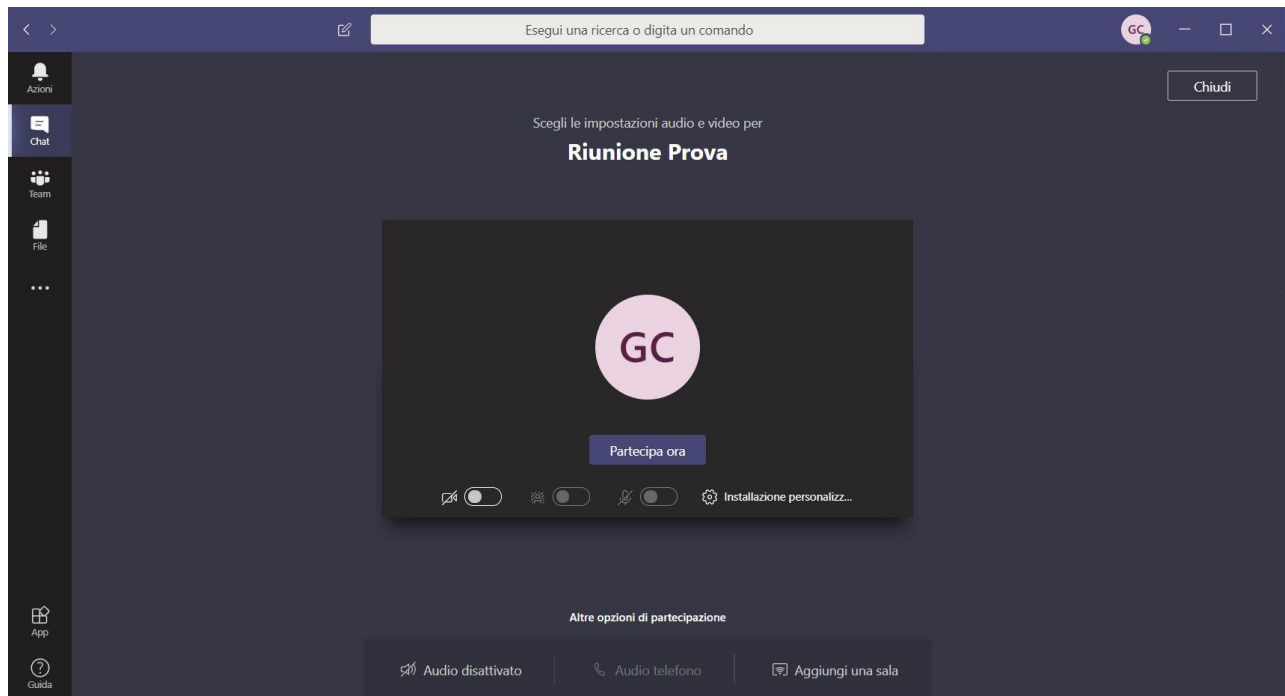 Esegui una ricerca o digita un comando
GC
Azioni
Chat
Team
File
Chiudi
Scegli le impostazioni audio e video per
Riunione Prova
GC
Partecipa ora
Installazione personalizz...
Altre opzioni di partecipazione
Audio disattivato
Audio telefono
Aggiungi una sala
App
Guida